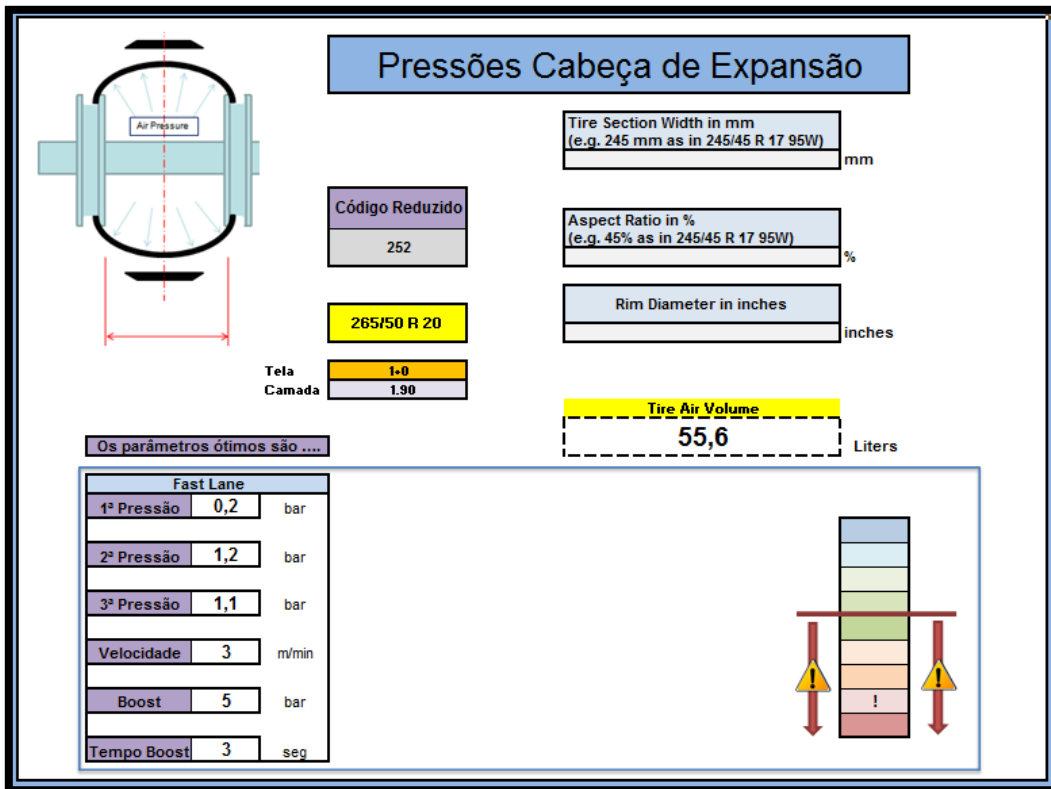 Pressões Cabeça de Expansão
Air Pressure
Tire Section Width in mm
(e.g. 245 mm as in 245/45 R 17 95W)
mm
Código Reduzido
252
Aspect Ratio in %
(e.g. 45% as in 245/45 R 17 95W)
%
265/50 R 20
Rim Diameter in inches
inches
Tela 1+0
Camada 1.90
Tire Air Volume
55,6 Liters
Os parâmetros ótimos são ....
Fast Lane
1ª Pressão 0,2 bar
2ª Pressão 1,2 bar
3ª Pressão 1,1 bar
Velocidade 3 m/min
Boost 5 bar
Tempo Boost 3 seg
!
!
!